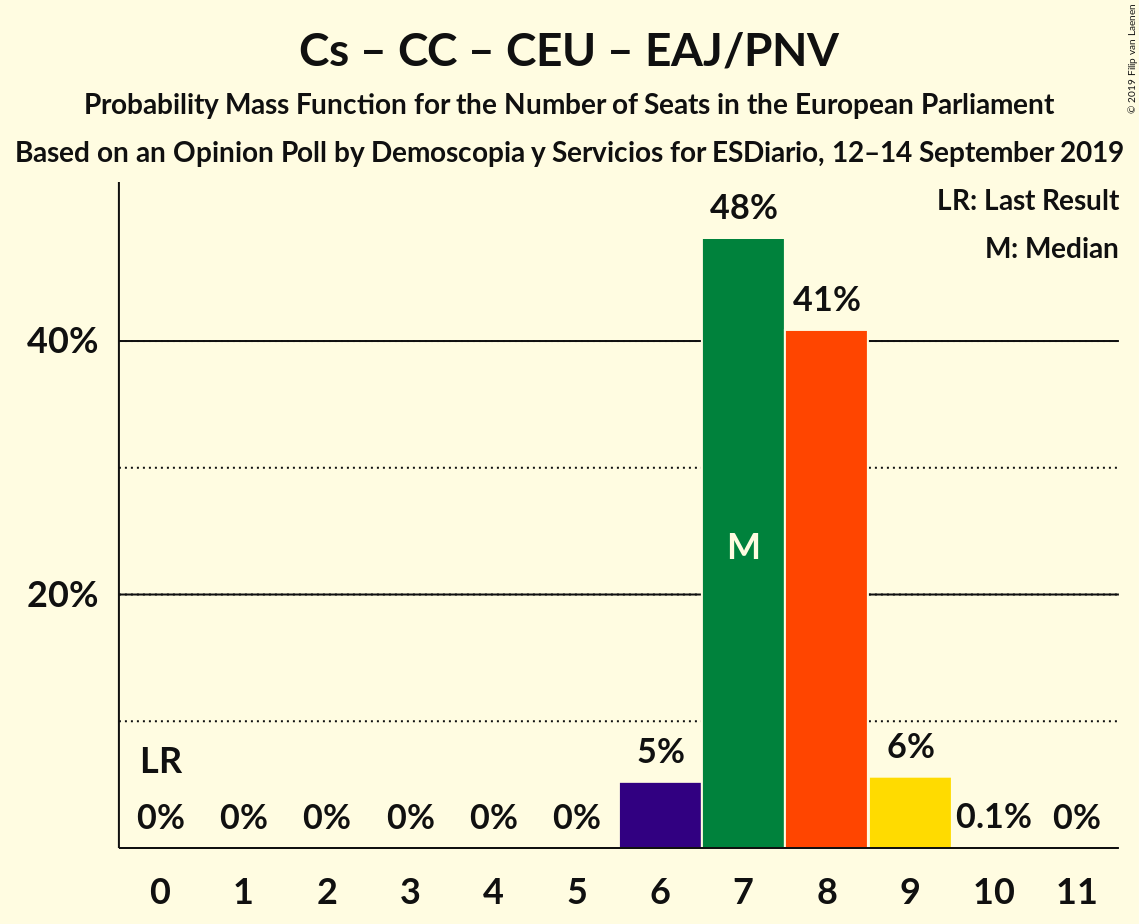 Cs – CC – CEU – EAJ/PNV
Probability Mass Function for the Number of Seats in the European Parliament
Based on an Opinion Poll by Demoscopia y Servicios for ESDiario, 12–14 September 2019
© 2019 Filip van Laenen
LR: Last Result
M: Median
48%
41%
40%
M
20%
LR
5%
6%
0% 0% 0% 0% 0% 0% 0.1% 0%
0 1 2 3 4 5 6 7 8 9 10 11